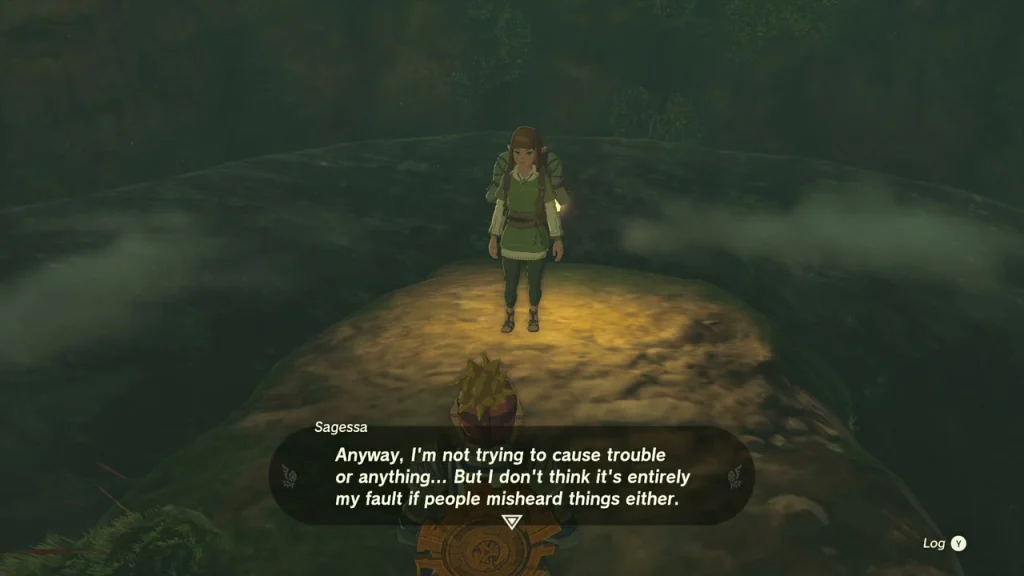 Sagessa
Anyway, I'm not trying to cause trouble
or anything... But I don't think it's entirely
my fault if people misheard things either.
Log Y